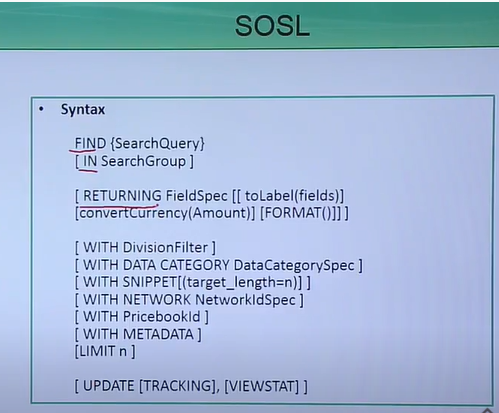 SOSL
• Syntax
FIND {SearchQuery}
[ IN SearchGroup ]
[ RETURNING FieldSpec [[ toLabel(fields)]
[convertCurrency(Amount)] [FORMAT()]] ]
[ WITH DivisionFilter ]
[ WITH DATA CATEGORY DataCategorySpec ]
[ WITH SNIPPET[(target_length=n)] ]
[ WITH NETWORK NetworkIdSpec ]
[ WITH PricebookId ]
[ WITH METADATA ]
[LIMIT n ]
[ UPDATE [TRACKING], [VIEWSTAT] ]